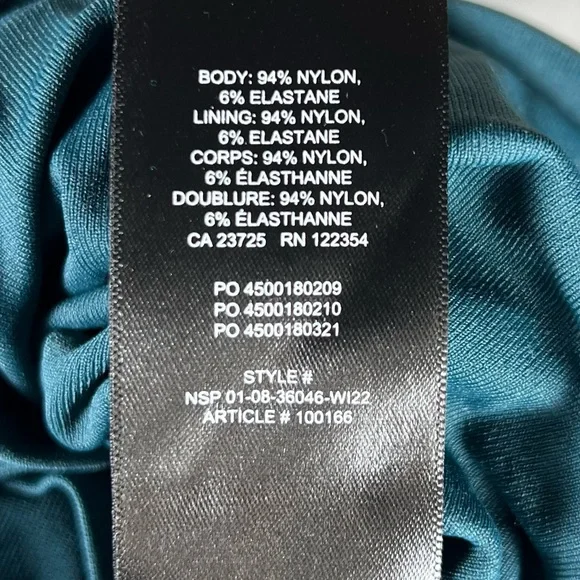 BODY: 94% NYLON,
6% ELASTANE
LINING: 94% NYLON,
6% ELASTANE
CORPS: 94% NYLON,
6% ÉLASTHANNE
DOUBLURE: 94% NYLON,
6% ÉLASTHANNE
CA 23725 RN 122354
PO 4500180209
PO 4500180210
PO 4500180321
STYLE #
NSP 01-08-36046-WI22
ARTICLE # 100166